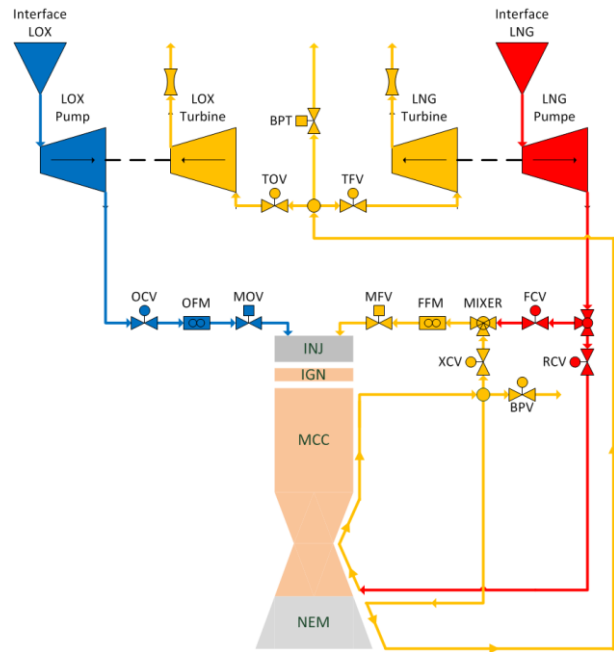 Interface
LOX
Interface
LNG
LOX
Pump
LOX
Turbine
LNG
Turbine
LNG
Pumpe
BPT
TOV
TFV
OCV
OFM
MOV
MFV
FFM
MIXER
FCV
INJ
XCV
RCV
IGN
BPV
MCC
NEM